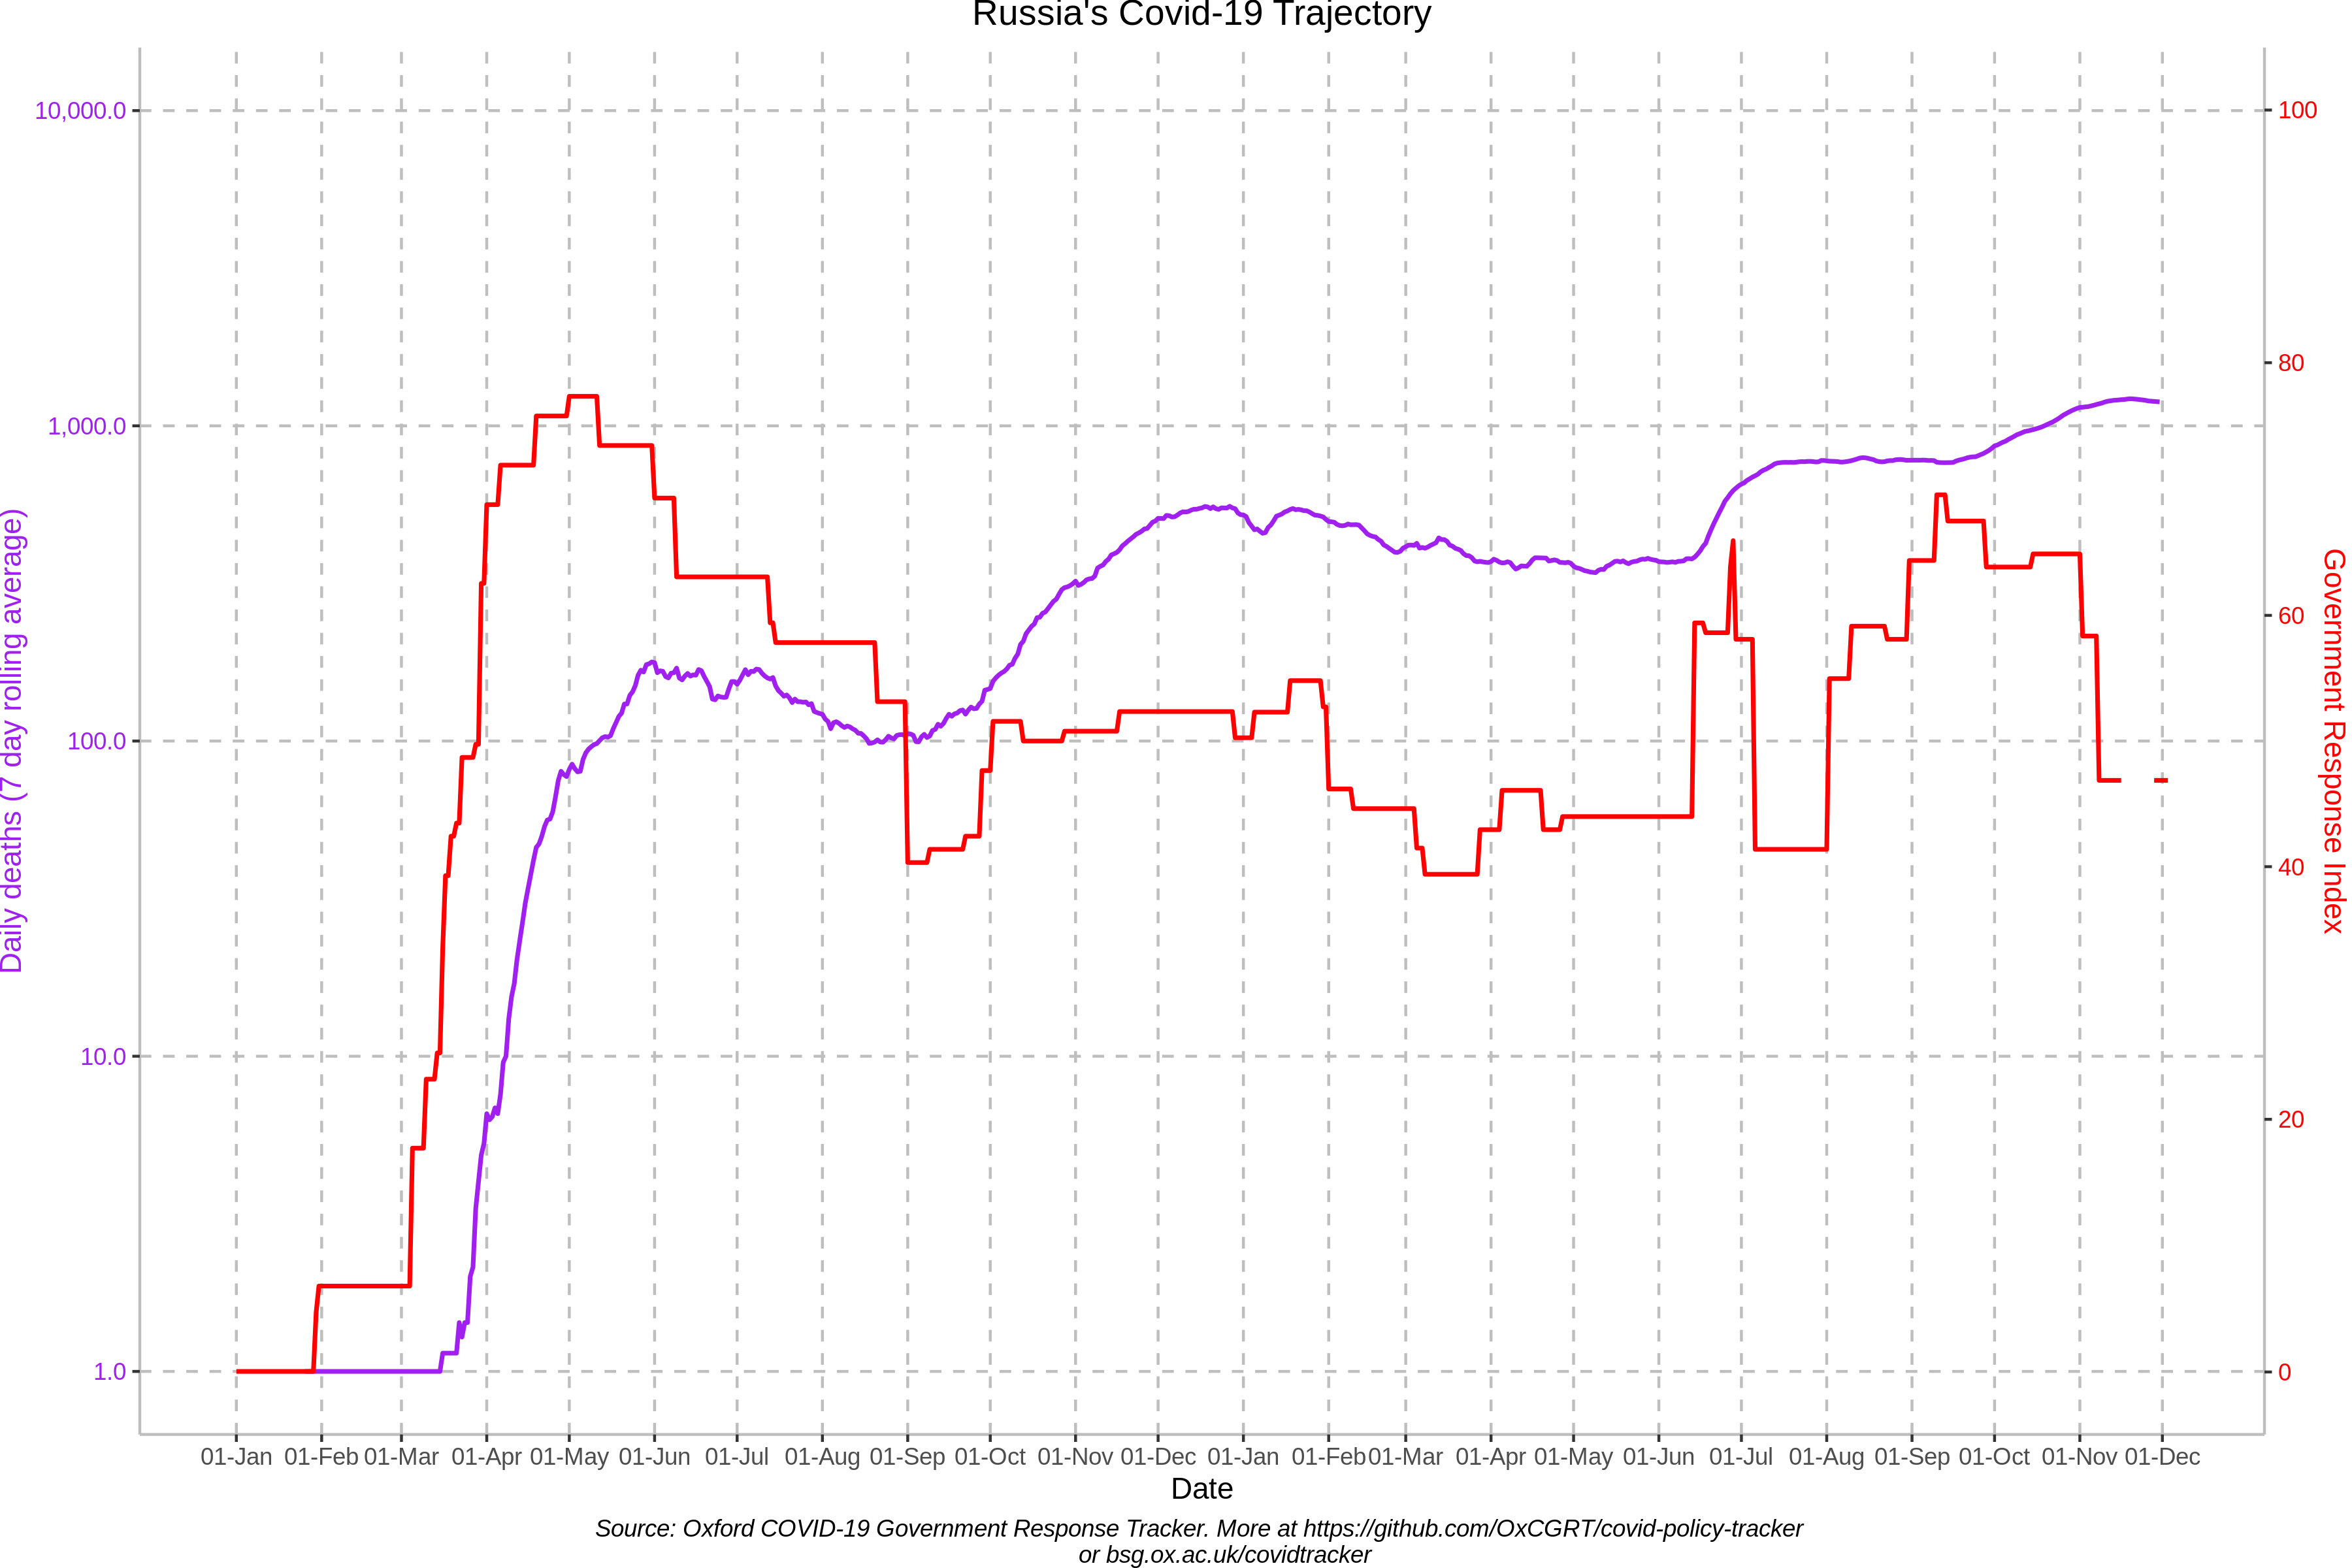 Russia's Covid-19 Trajectory
10,000.0
1,000.0
100.0
10.0
1.0
Daily deaths (7 day rolling average)
100
80
60
40
20
0
Government Response Index
01-Jan 01-Feb 01-Mar 01-Apr 01-May 01-Jun 01-Jul 01-Aug 01-Sep 01-Oct 01-Nov 01-Dec 01-Jan 01-Feb 01-Mar 01-Apr 01-May 01-Jun 01-Jul 01-Aug 01-Sep 01-Oct 01-Nov 01-Dec
Date
Source: Oxford COVID-19 Government Response Tracker. More at https://github.com/OxCGRT/covid-policy-tracker
or bsg.ox.ac.uk/covidtracker